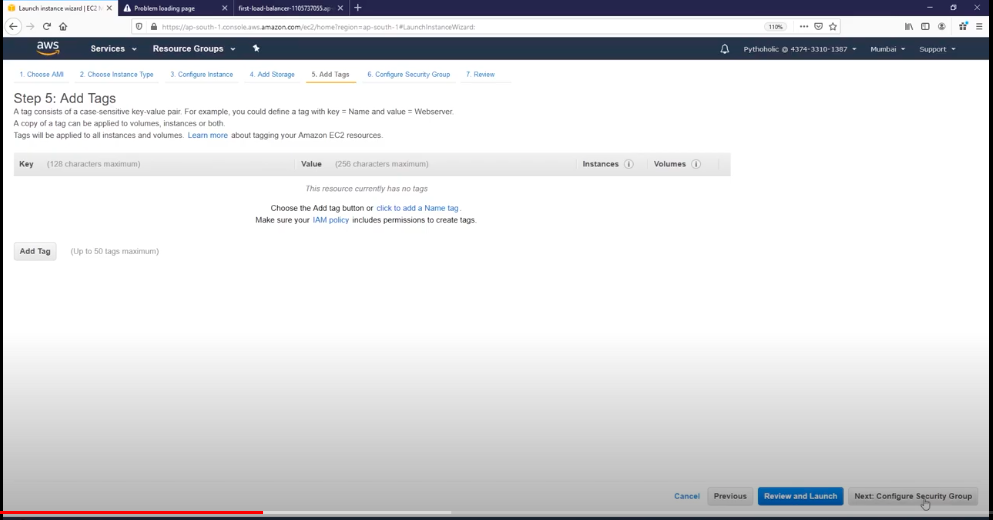 Launch instance wizard | EC2 M
Problem loading page
first-load-balancer-1105737055.ap-
https://ap-south-1.console.aws.amazon.com/ec2/home?region=ap-south-1#LaunchInstanceWizard:
110%
aws
Services
Resource Groups
Pythoholic @ 4374-3310-1387
Mumbai
Support
1. Choose AMI
2. Choose Instance Type
3. Configure Instance
4. Add Storage
5. Add Tags
6. Configure Security Group
7. Review
Step 5: Add Tags
A tag consists of a case-sensitive key-value pair. For example, you could define a tag with key = Name and value = Webserver.
A copy of a tag can be applied to volumes, instances or both.
Tags will be applied to all instances and volumes. Learn more about tagging your Amazon EC2 resources.
Key (128 characters maximum) Value (256 characters maximum) Instances Volumes
This resource currently has no tags
Choose the Add tag button or click to add a Name tag.
Make sure your IAM policy includes permissions to create tags.
Add Tag (Up to 50 tags maximum)
Cancel Previous Review and Launch Next: Configure Security Group